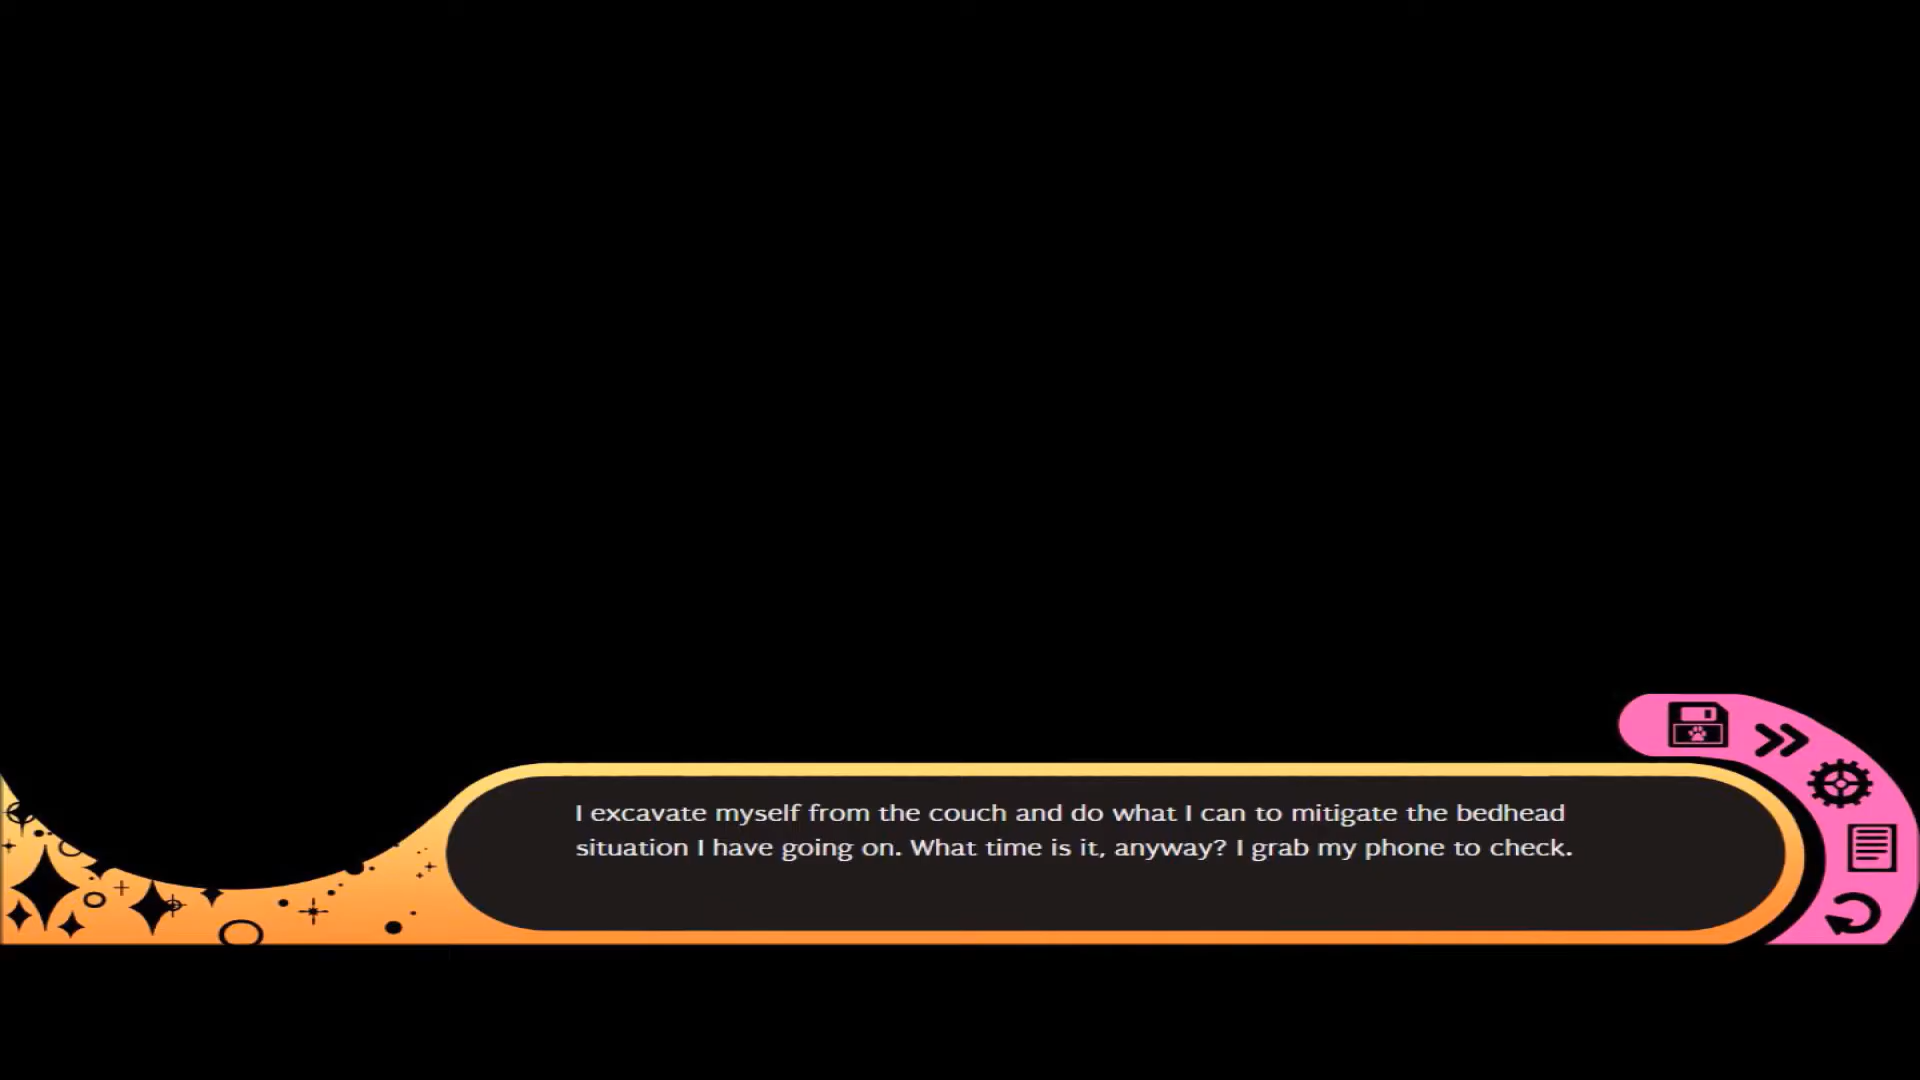 I excavate myself from the couch and do what I can to mitigate the bedhead
situation I have going on. What time is it, anyway? I grab my phone to check.